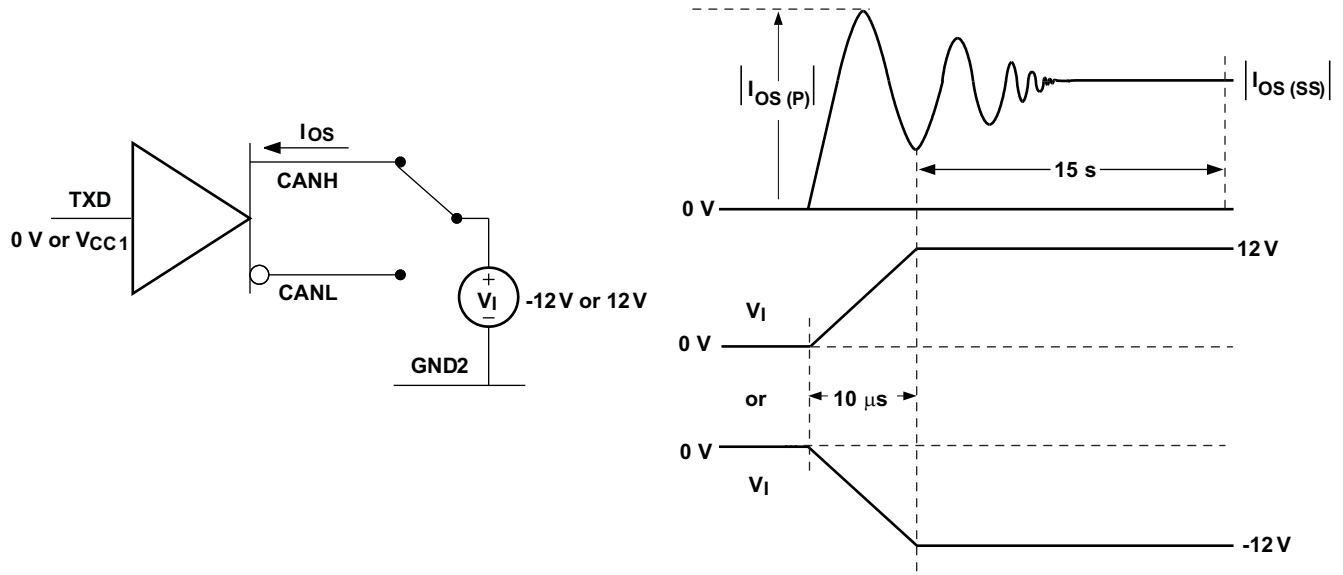 IOS
CANH
TXD
0 V or VCC1
CANL
+
VI
–
-12 V or 12 V
GND2
|IOS (P)|
|IOS (SS)|
15 s
0 V
12 V
VI
0 V
or
10 μs
0 V
VI
-12 V